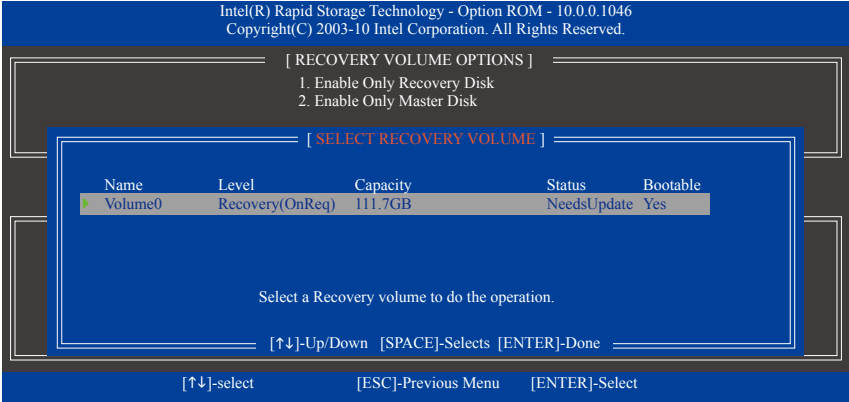 Intel(R) Rapid Storage Technology - Option ROM - 10.0.0.1046
Copyright(C) 2003-10 Intel Corporation. All Rights Reserved.
[ RECOVERY VOLUME OPTIONS ]
1. Enable Only Recovery Disk
2. Enable Only Master Disk
[ SELECT RECOVERY VOLUME ]
Name Level Capacity Status Bootable
Volume0 Recovery(OnReq) 111.7GB NeedsUpdate Yes
Select a Recovery volume to do the operation.
[↑↓]-Up/Down [SPACE]-Selects [ENTER]-Done
[↑↓]-select [ESC]-Previous Menu [ENTER]-Select